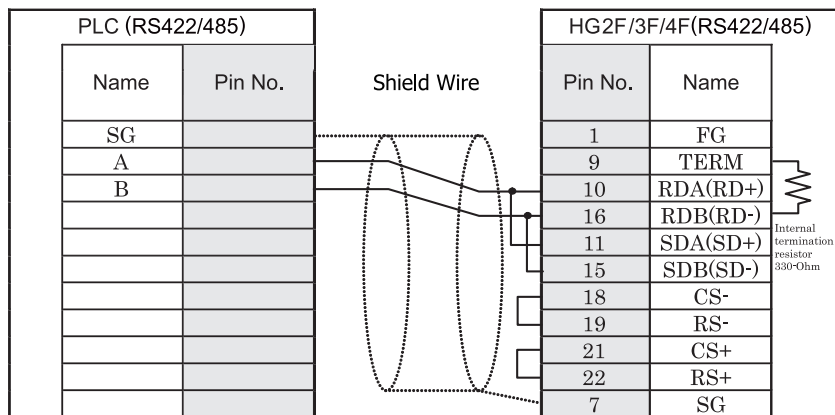 PLC (RS422/485)
HG2F/3F/4F(RS422/485)
Name Pin No. Shield Wire Pin No. Name
SG 1 FG
A 9 TERM
B 10 RDA(RD+)
16 RDB(RD-)
11 SDA(SD+)
15 SDB(SD-)
18 CS-
19 RS-
21 CS+
22 RS+
7 SG
Internal
termination
resistor
330-Ohm